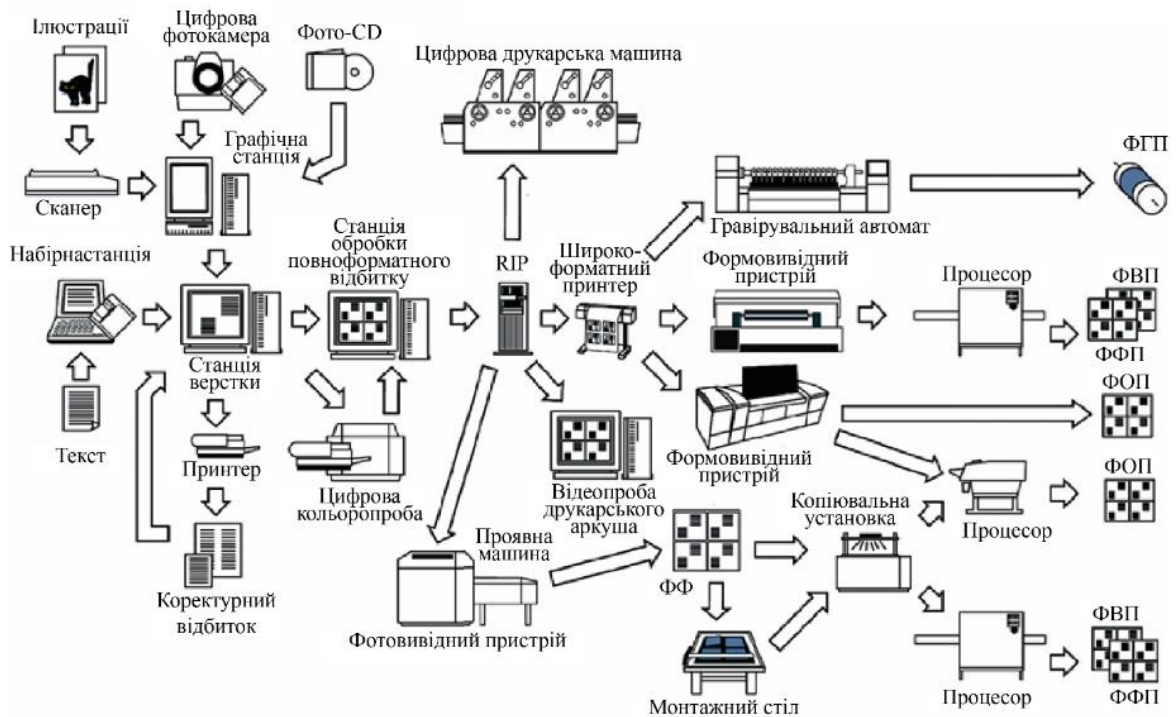 Ілюстрації
Цифрова
фотокамера
Фото-CD
Цифрова друкарська машина
Графічна
станція
Сканер
ФГП
Гравірувальний автомат
Набірнастанція
Станція
обробки
повноформатного
відбитку
RIP
Широко-
форматний
принтер
Формовивідний
пристрій
Процесор
ФВП
ФФП
Станція
верстки
Текст
Принтер
Цифрова
кольоропроба
Відеопроба
друкарського
аркуша
Формовивідний
пристрій
ФОП
ФОП
Процесор
Копіювальна
установка
Коректурний
відбиток
Проявна
машина
Фотовивідний пристрій
ФФ
Монтажний стіл
Процесор
ФВП
ФФП